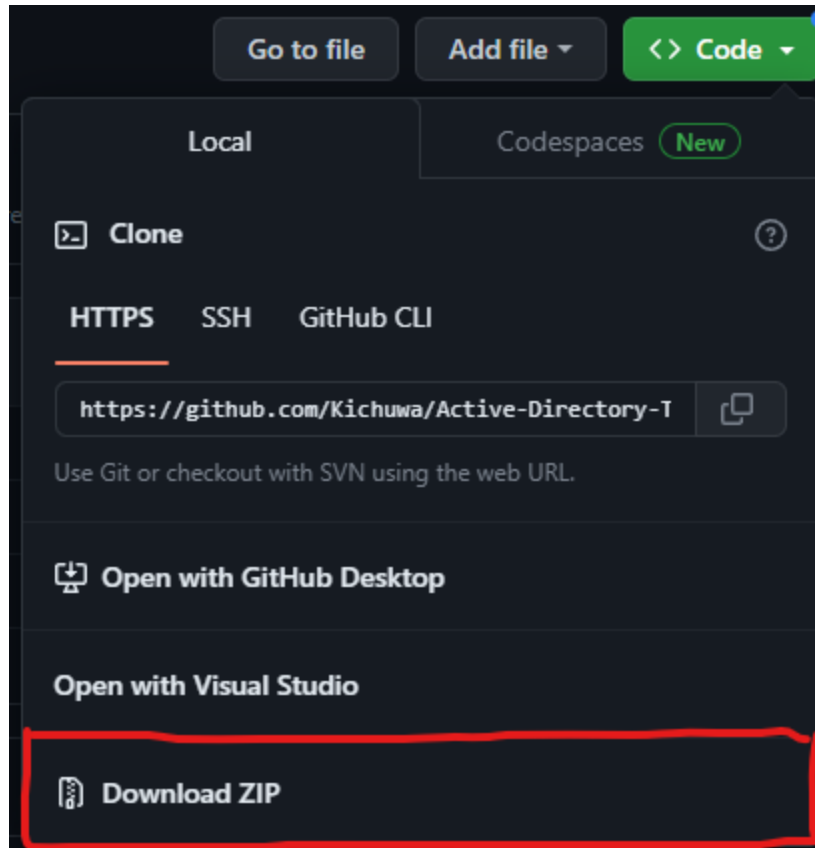 Go to file Add file <> Code
Local Codespaces New
Clone
HTTPS SSH GitHub CLI
https://github.com/Kichuwa/Active-Directory-T
Use Git or checkout with SVN using the web URL.
Open with GitHub Desktop
Open with Visual Studio
Download ZIP